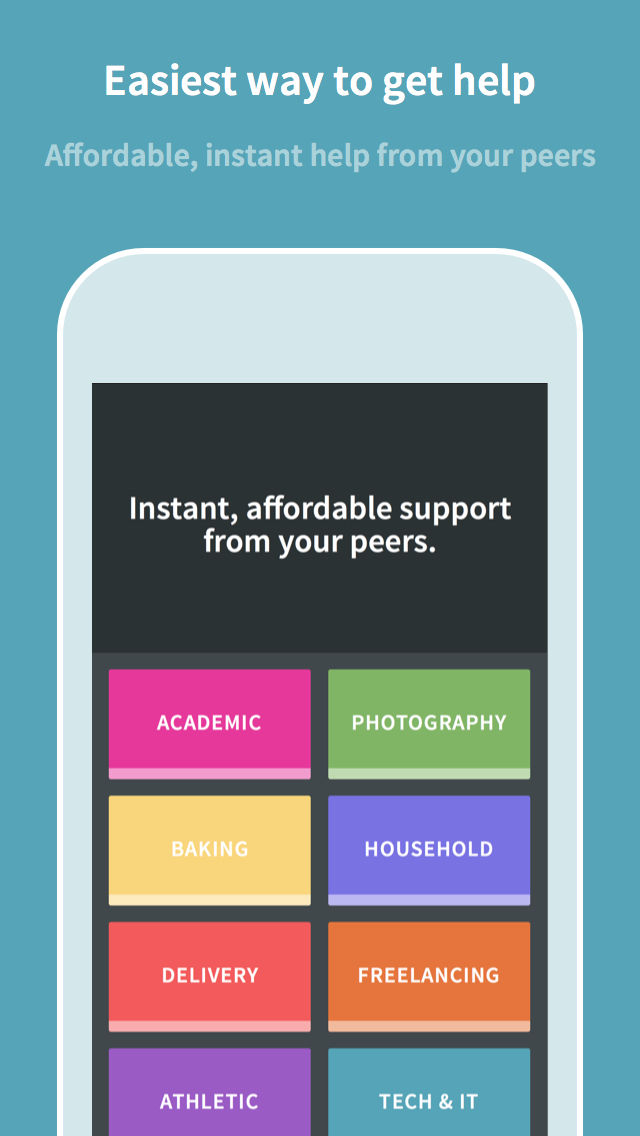 Easiest way to get help
Affordable, instant help from your peers
Instant, affordable support
from your peers.
ACADEMIC
PHOTOGRAPHY
BAKING
HOUSEHOLD
DELIVERY
FREELANCING
ATHLETIC
TECH & IT